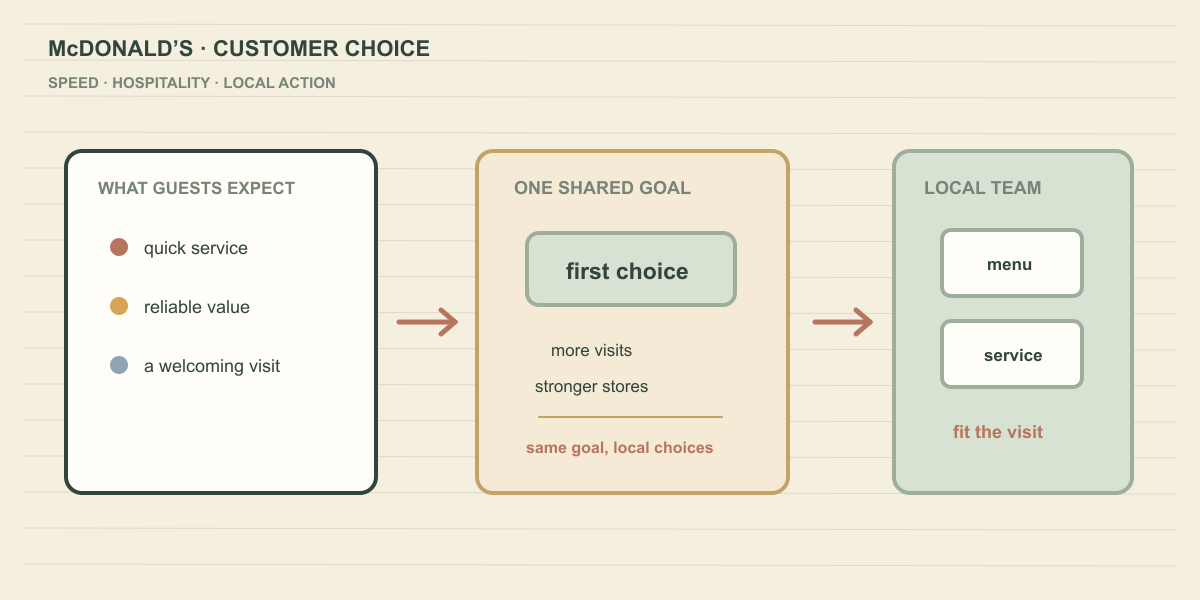 McDONALD’S · CUSTOMER CHOICE
SPEED · HOSPITALITY · LOCAL ACTION
WHAT GUESTS EXPECT
quick service
reliable value
a welcoming visit
ONE SHARED GOAL
first choice
more visits
stronger stores
same goal, local choices
LOCAL TEAM
menu
service
fit the visit